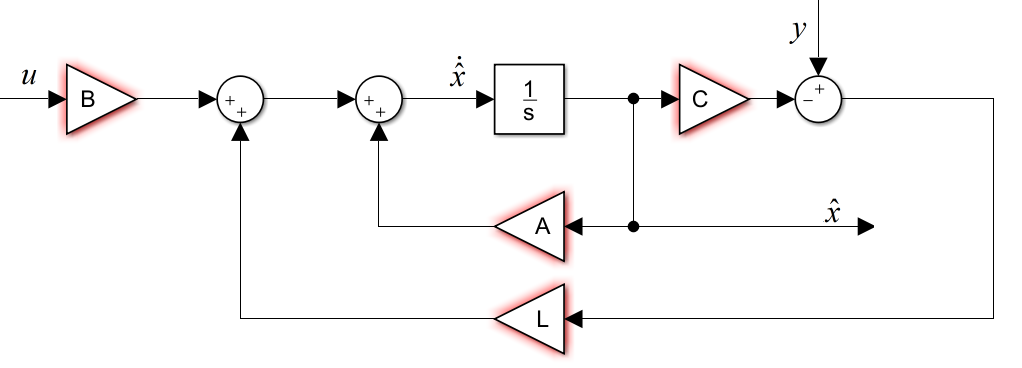 y
u
B
+
+
+
+
x̂̇
1
s
C
+
−
A
x̂
L